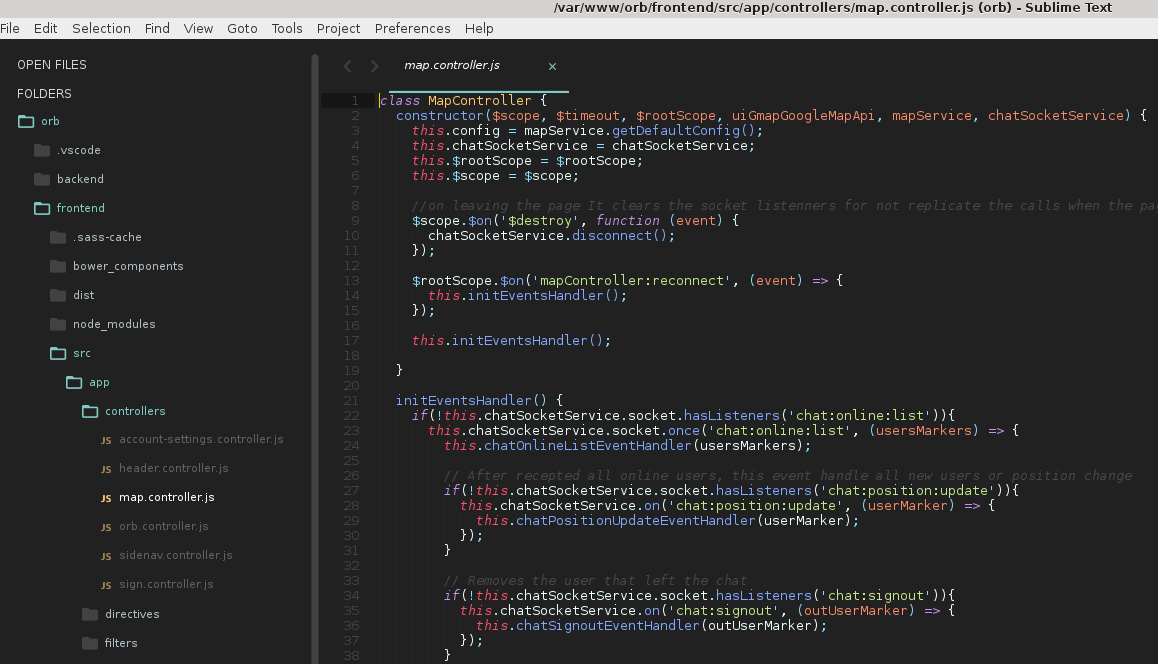 /var/www/orb/frontend/src/app/controllers/map.controller.js (orb) - Sublime Text
File Edit Selection Find View Goto Tools Project Preferences Help
OPEN FILES
FOLDERS
orb
.vscode
backend
frontend
.sass-cache
bower_components
dist
node_modules
src
app
controllers
JS account-settings.controller.js
JS header.controller.js
JS map.controller.js
JS orb.controller.js
JS sidenav.controller.js
JS sign.controller.js
directives
filters
map.controller.js ×
1 class MapController {
2 constructor($scope, $timeout, $rootScope, uiGmapGoogleMapApi, mapService, chatSocketService) {
3 this.config = mapService.getDefaultConfig();
4 this.chatSocketService = chatSocketService;
5 this.$rootScope = $rootScope;
6 this.$scope = $scope;
7
8 //on leaving the page It clears the socket listenners for not replicate the calls when the pa
9 $scope.$on('$destroy', function (event) {
10 chatSocketService.disconnect();
11 });
12
13 $rootScope.$on('mapController:reconnect', (event) => {
14 this.initEventsHandler();
15 });
16
17 this.initEventsHandler();
18
19 }
20
21 initEventsHandler() {
22 if(!this.chatSocketService.socket.hasListeners('chat:online:list')){
23 this.chatSocketService.socket.once('chat:online:list', (usersMarkers) => {
24 this.chatOnlineListEventHandler(usersMarkers);
25
26 // After recepted all online users, this event handle all new users or position change
27 if(!this.chatSocketService.socket.hasListeners('chat:position:update')){
28 this.chatSocketService.on('chat:position:update', (userMarker) => {
29 this.chatPositionUpdateEventHandler(userMarker);
30 });
31 }
32
33 // Removes the user that left the chat
34 if(!this.chatSocketService.socket.hasListeners('chat:signout')){
35 this.chatSocketService.on('chat:signout', (outUserMarker) => {
36 this.chatSignoutEventHandler(outUserMarker);
37 });
38 }